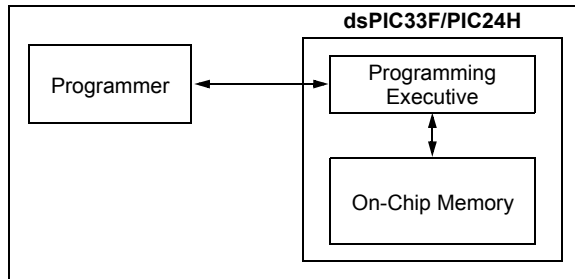 dsPIC33F/PIC24H
Programmer
Programming
Executive
On-Chip Memory